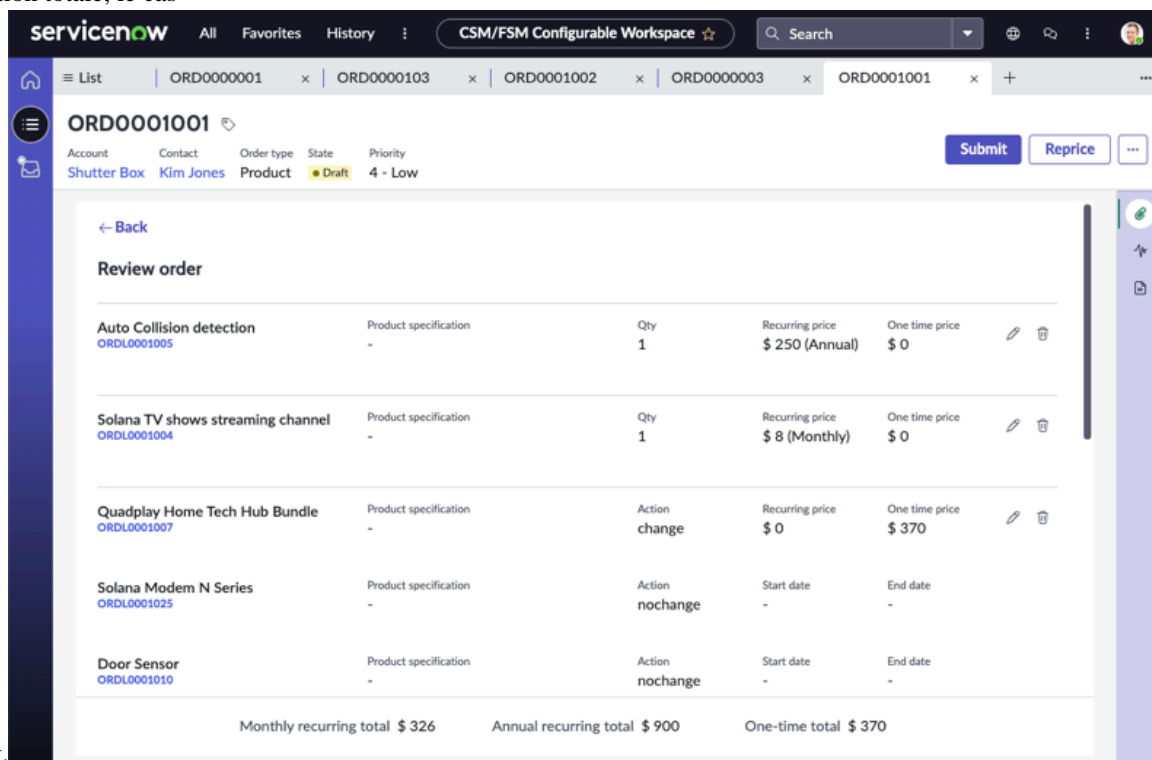 servicenow All Favorites History CSM/FSM Configurable Workspace Search
List ORD0000001 × ORD0000103 × ORD0001002 × ORD0000003 × ORD0001001 × +
ORD0001001
Account Contact Order type State Priority
Shutter Box Kim Jones Product Draft 4 - Low
Submit Reprice
← Back
Review order
Auto Collision detection Product specification Qty Recurring price One time price
ORDL0001005 - 1 $ 250 (Annual) $ 0
Solana TV shows streaming channel Product specification Qty Recurring price One time price
ORDL0001004 - 1 $ 8 (Monthly) $ 0
Quadplay Home Tech Hub Bundle Product specification Action Recurring price One time price
ORDL0001007 - change $ 0 $ 370
Solana Modem N Series Product specification Action Start date End date
ORDL0001025 - nochange - -
Door Sensor Product specification Action Start date End date
ORDL0001010 - nochange - -
Monthly recurring total $ 326 Annual recurring total $ 900 One-time total $ 370